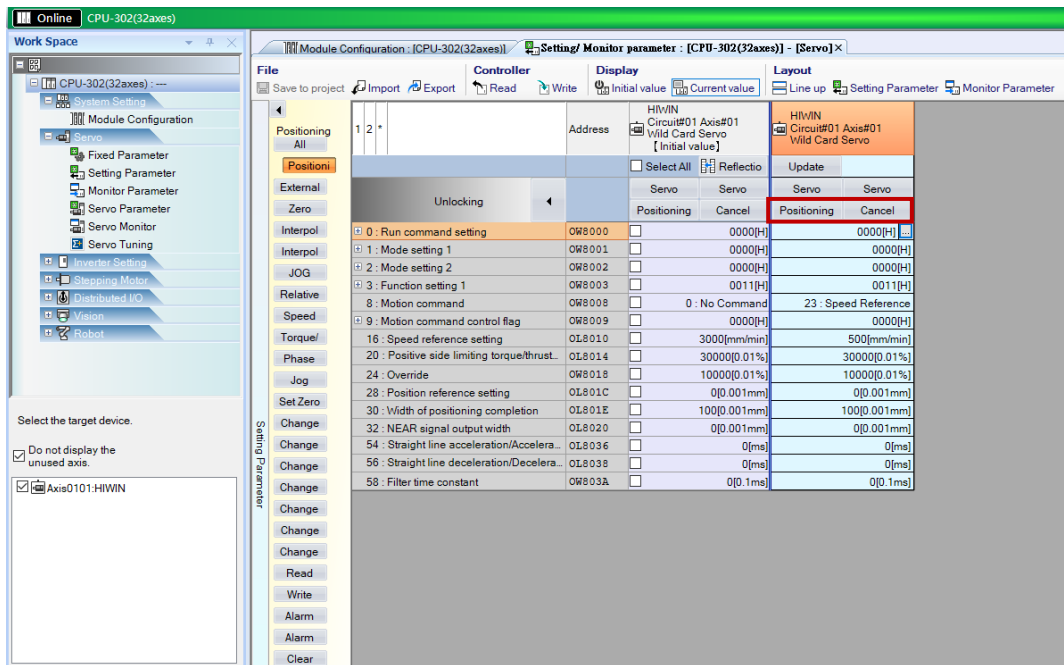 Online CPU-302(32axes)
Work Space
CPU-302(32axes) : ---
System Setting
Module Configuration
Servo
Fixed Parameter
Setting Parameter
Monitor Parameter
Servo Parameter
Servo Monitor
Servo Tuning
Inverter Setting
Stepping Motor
Distributed I/O
Vision
Robot
Select the target device.
Do not display the
unused axis.
Axis0101:HIWIN
Module Configuration : [CPU-302(32axes)]
Setting/ Monitor parameter : [CPU-302(32axes)] - [Servo]
File Controller Display Layout
Save to project Import Export Read Write Initial value Current value Line up Setting Parameter Monitor Parameter
Setting Parameter
Positioning
All
Positioni
External
Zero
Interpol
Interpol
JOG
Relative
Speed
Torque/
Phase
Jog
Set Zero
Change
Change
Change
Change
Change
Change
Change
Read
Write
Alarm
Alarm
Clear
1 2 * Address
HIWIN
Circuit#01 Axis#01
Wild Card Servo
【Initial value】
HIWIN
Circuit#01 Axis#01
Wild Card Servo
Select All Reflectio Update
Unlocking
Servo Servo Servo Servo
Positioning Cancel Positioning Cancel
0 : Run command setting OW8000 0000[H] 0000[H] ...
1 : Mode setting 1 OW8001 0000[H] 0000[H]
2 : Mode setting 2 OW8002 0000[H] 0000[H]
3 : Function setting 1 OW8003 0011[H] 0011[H]
8 : Motion command OW8008 0 : No Command 23 : Speed Reference
9 : Motion command control flag OW8009 0000[H] 0000[H]
16 : Speed reference setting OL8010 3000[mm/min] 500[mm/min]
20 : Positive side limiting torque/thrust... OL8014 30000[0.01%] 30000[0.01%]
24 : Override OW8018 10000[0.01%] 10000[0.01%]
28 : Position reference setting OL801C 0[0.001mm] 0[0.001mm]
30 : Width of positioning completion OL801E 100[0.001mm] 100[0.001mm]
32 : NEAR signal output width OL8020 0[0.001mm] 0[0.001mm]
54 : Straight line acceleration/Accelera... OL8036 0[ms] 0[ms]
56 : Straight line deceleration/Decelera... OL8038 0[ms] 0[ms]
58 : Filter time constant OW803A 0[0.1ms] 0[0.1ms]